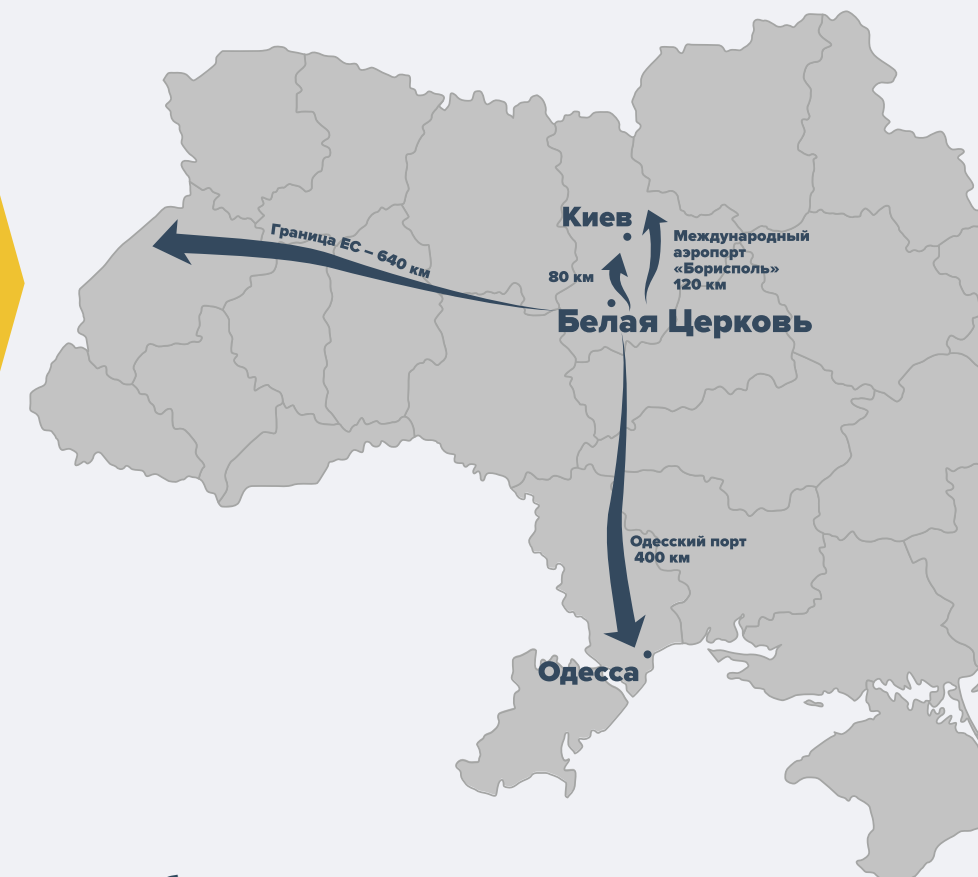 Киев
Международный
аэропорт
«Борисполь»
120 км
Граница ЕС – 640 км
80 км
Белая Церковь
Одесский порт
400 км
Одесса